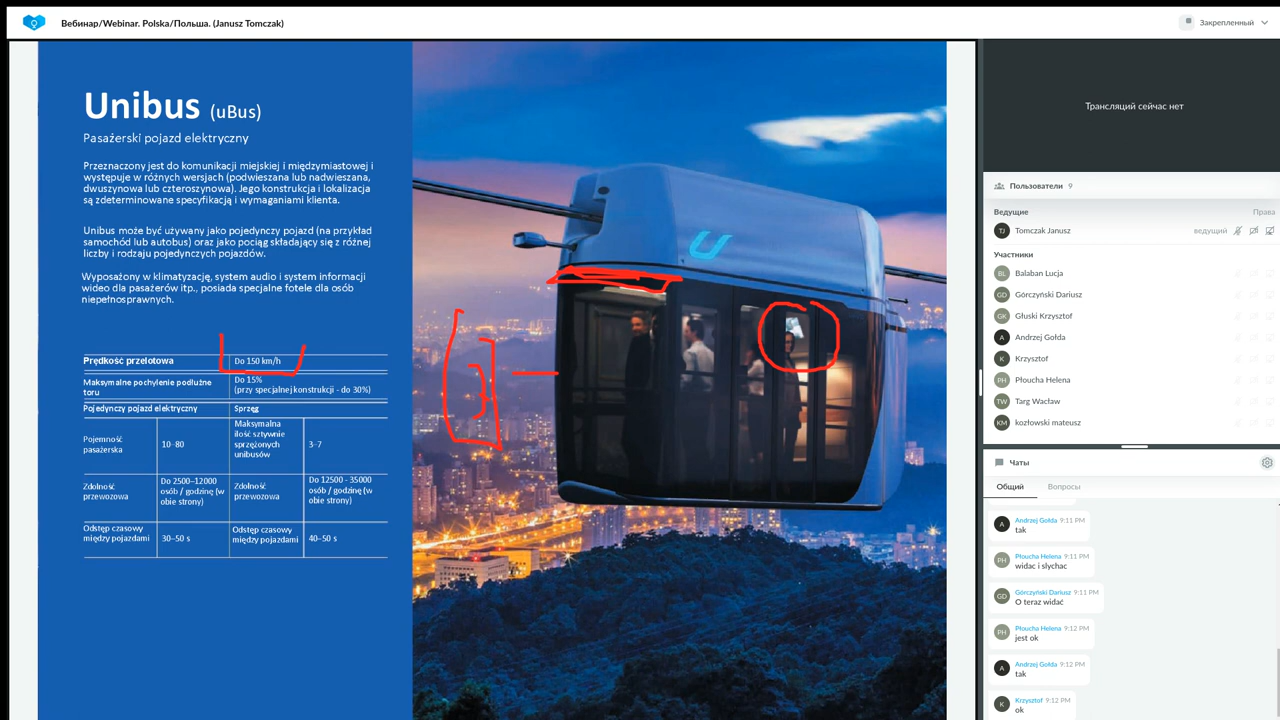 Вебинар/Webinar. Polska/Польша. (Janusz Tomczak)
Закрепленный
Unibus (uBus)
Pasażerski pojazd elektryczny
Przeznaczony jest do komunikacji miejskiej i międzymiastowej i
występuje w różnych wersjach (podwieszana lub nadwieszana,
dwuszynowa lub czteroszynowa). Jego konstrukcja i lokalizacja
są zdeterminowane specyfikacją i wymaganiami klienta.
Unibus może być używany jako pojedynczy pojazd (na przykład
samochód lub autobus) oraz jako pociąg składający się z różnej
liczby i rodzaju pojedynczych pojazdów.
Wyposażony w klimatyzację, system audio i system informacji
wideo dla pasażerów itp., posiada specjalne fotele dla osób
niepełnosprawnych.
Prędkość przelotowa
Do 150 km/h
Maksymalne pochylenie podłużne
toru
Do 15%
(przy specjalnej konstrukcji - do 30%)
Pojedynczy pojazd elektryczny
Sprzęg
Pojemność
pasażerska
10-80
Maksymalna
ilość sztywnie
sprzężonych
unibusów
3-7
Zdolność
przewozowa
Do 2500–12000
osób / godzinę (w
obie strony)
Zdolność
przewozowa
Do 12500 - 35000
osób / godzinę (w
obie strony)
Odstęp czasowy
między pojazdami
30–50 s
Odstęp czasowy
między pojazdami
40–50 s
Трансляций сейчас нет
Пользователи 9
Ведущие
Права
TJ Tomczak Janusz
ведущий
Участники
BL Balaban Lucja
GD Górczyński Dariusz
GK Głuski Krzysztof
A Andrzej Gołda
K Krzysztof
PH Płoucha Helena
TW Targ Wacław
KM kozłowski mateusz
Чаты
Общий
Вопросы
A Andrzej Gołda 9:11 PM
tak
PH Płoucha Helena 9:11 PM
widac i slychac
GD Górczyński Dariusz 9:11 PM
O teraz widać
PH Płoucha Helena 9:12 PM
jest ok
A Andrzej Gołda 9:12 PM
tak
K Krzysztof 9:12 PM
ok